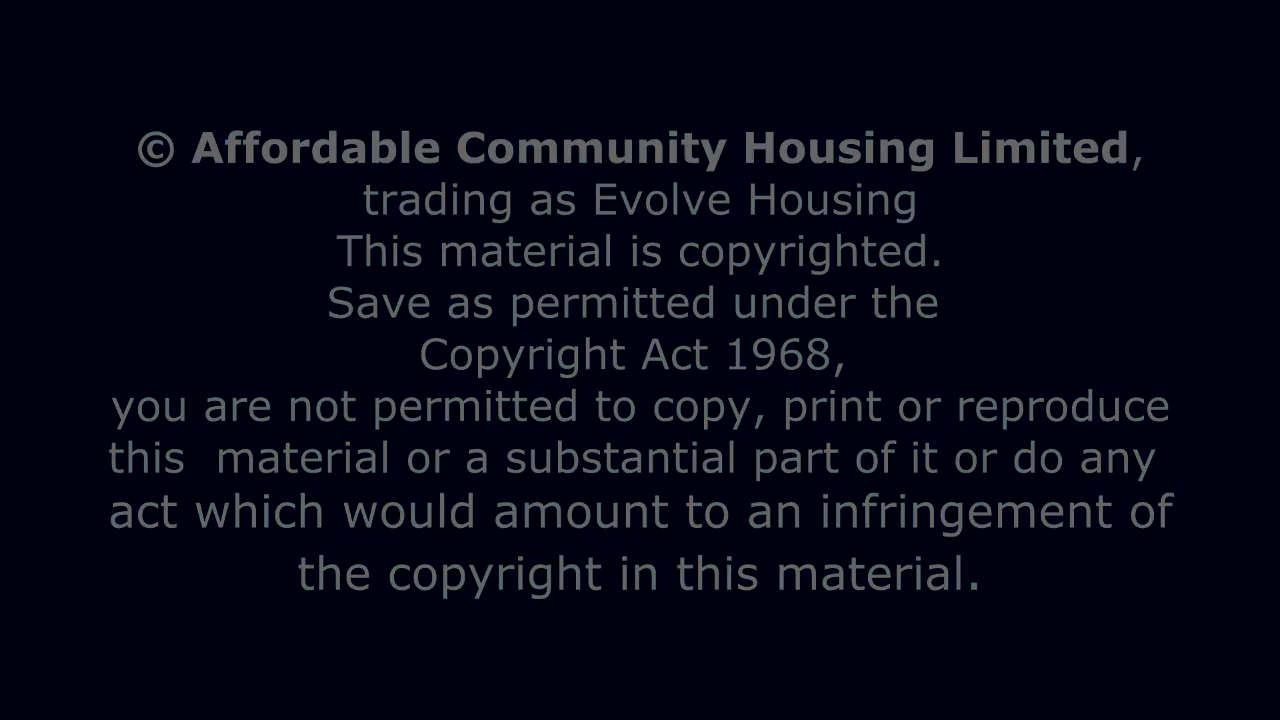 © Affordable Community Housing Limited,
trading as Evolve Housing
This material is copyrighted.
Save as permitted under the
Copyright Act 1968,
you are not permitted to copy, print or reproduce
this  material or a substantial part of it or do any
act which would amount to an infringement of
the copyright in this material.